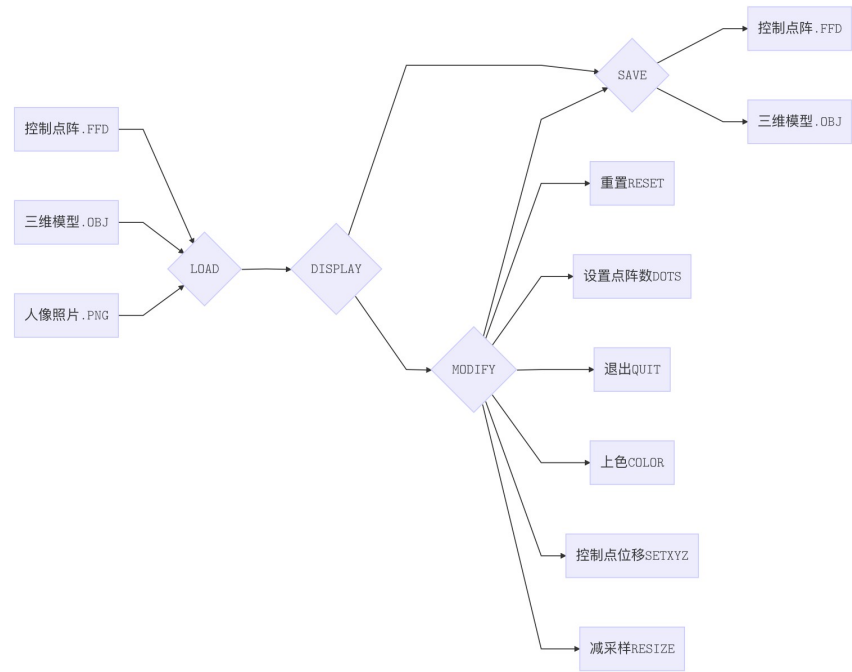 控制点阵.FFD
三维模型.OBJ
人像照片.PNG
LOAD
DISPLAY
MODIFY
SAVE
控制点阵.FFD
三维模型.OBJ
重置RESET
设置点阵数DOTS
退出QUIT
上色COLOR
控制点位移SETXYZ
减采样RESIZE